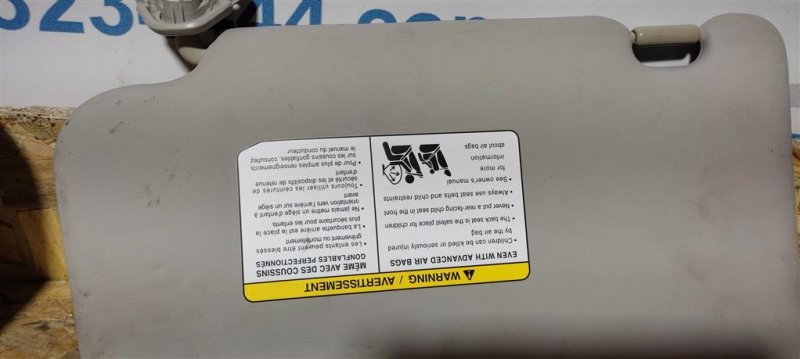 ⚠ WARNING / AVERTISSEMENT
EVEN WITH ADVANCED AIR BAGS
• Children can be killed or seriously injured
by the air bag
• The back seat is the safest place for children
• Never put a rear facing child seat in the front
• Always use seat belts and child restraints
• See owner's manual
for more
information
about air bags
MÊME AVEC DES COUSSINS
GONFLABLES PERFECTIONNÉS
• Les enfants peuvent être blessés
grièvement ou mortellement
• La banquette arrière est la place la
plus sécuritaire pour les enfants
• Ne jamais mettre un siège d'enfant à
orientation vers l'arrière sur un siège
avant
• Toujours utiliser les ceintures de
sécurité et les dispositifs de retenue
d'enfant
• Pour de plus amples renseignements
sur les coussins gonflables, consultez
le manuel du conducteur